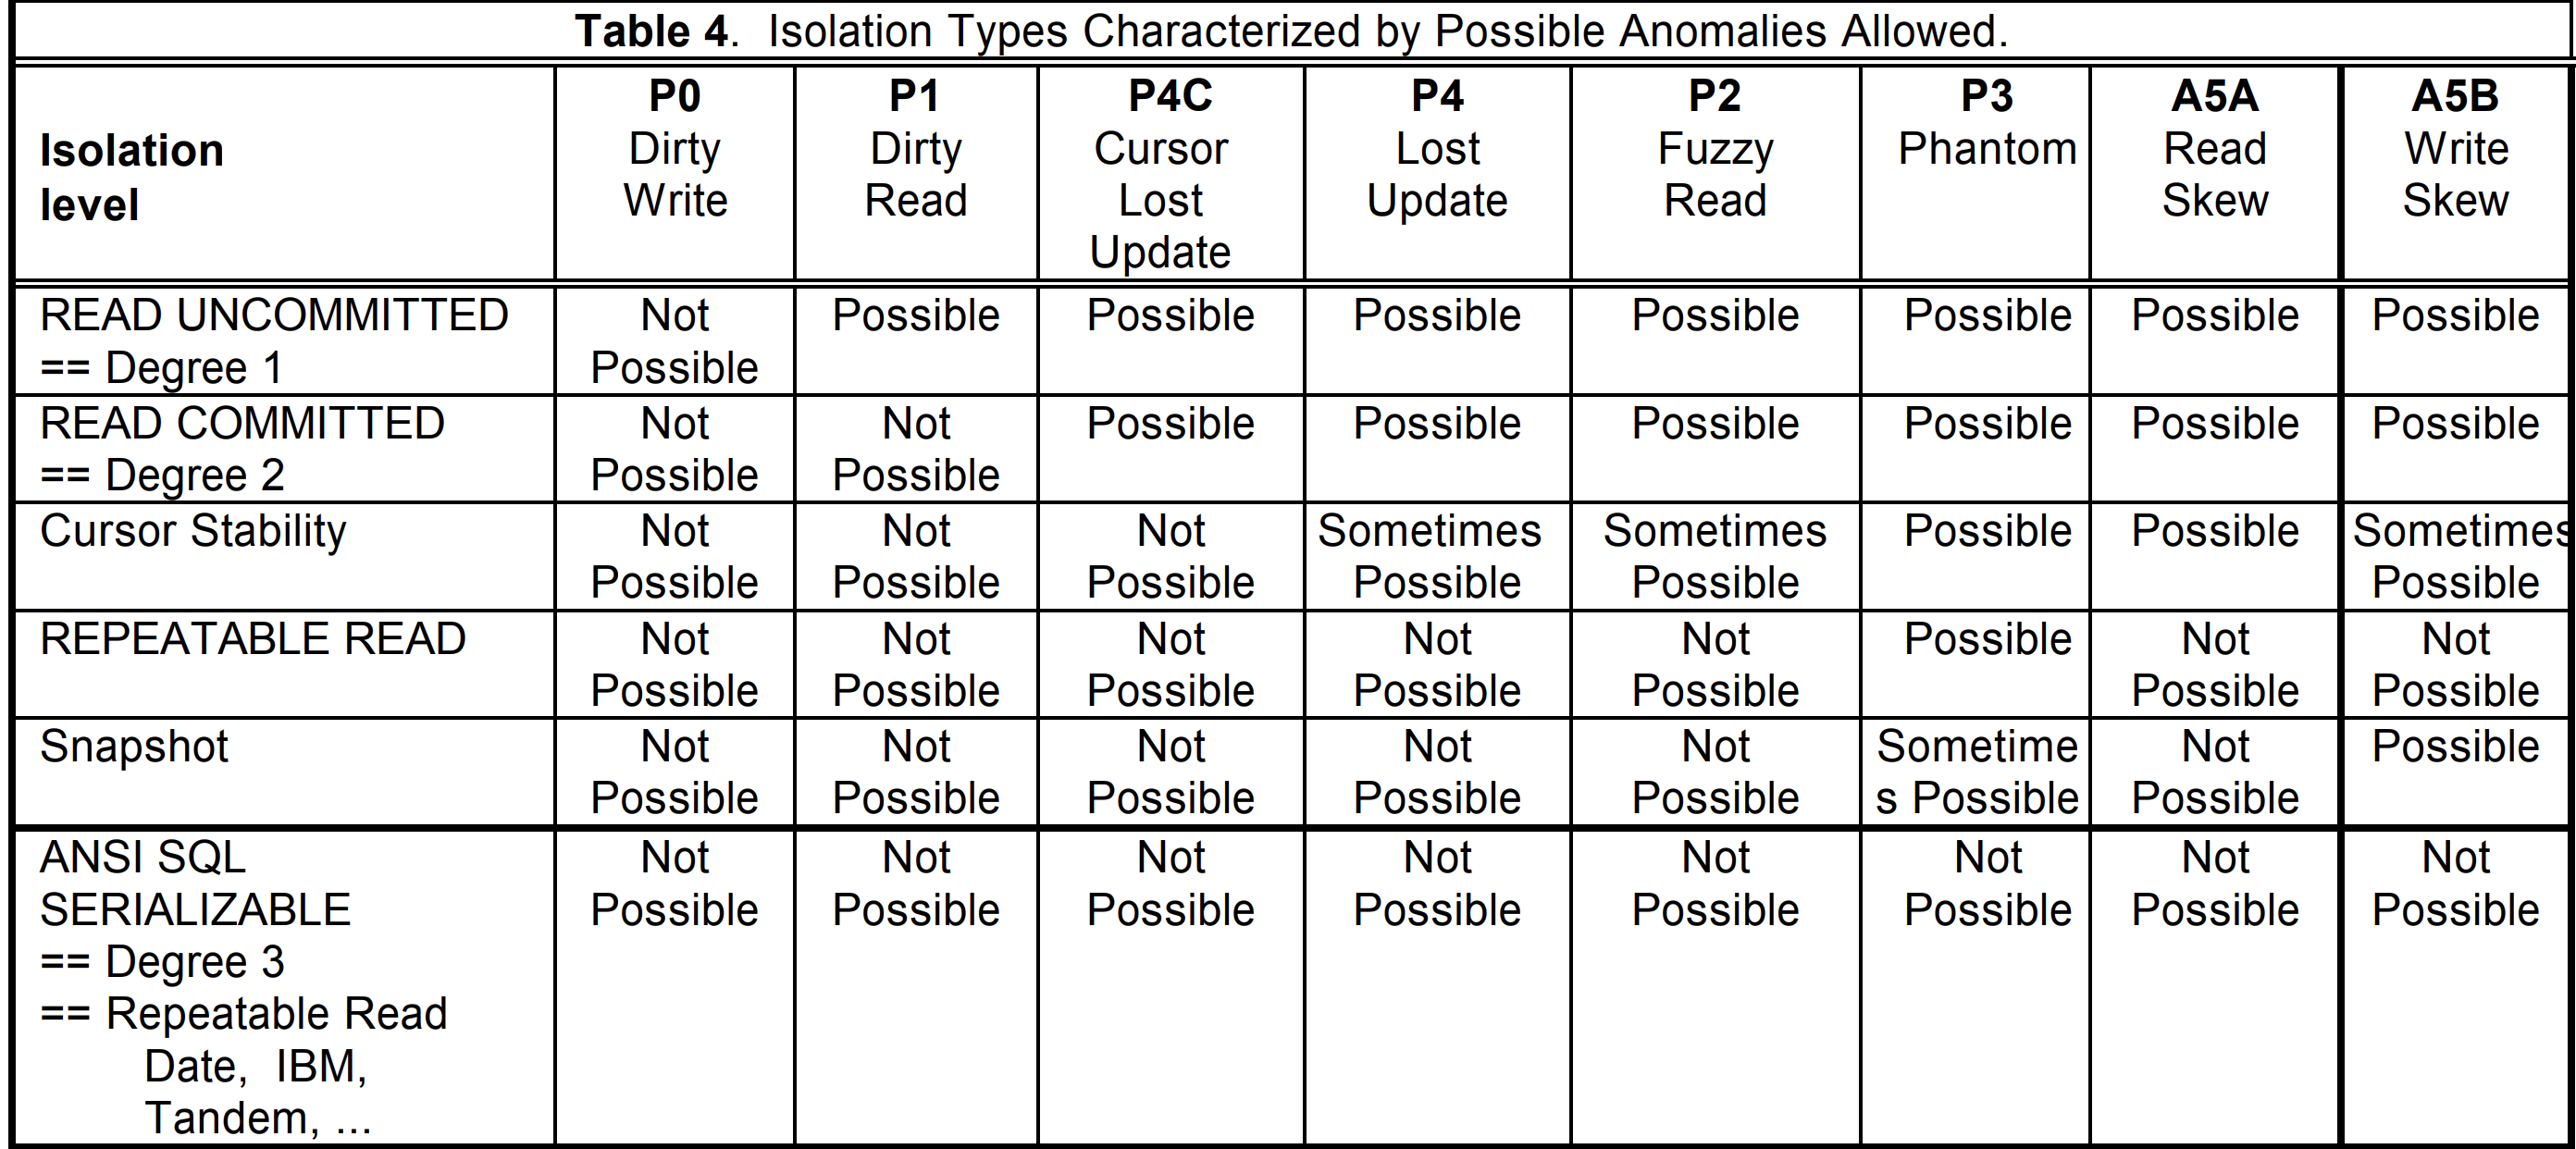 Table 4. Isolation Types Characterized by Possible Anomalies Allowed.
Isolation level | P0 Dirty Write | P1 Dirty Read | P4C Cursor Lost Update | P4 Lost Update | P2 Fuzzy Read | P3 Phantom | A5A Read Skew | A5B Write Skew
READ UNCOMMITTED == Degree 1 | Not Possible | Possible | Possible | Possible | Possible | Possible | Possible | Possible
READ COMMITTED == Degree 2 | Not Possible | Not Possible | Possible | Possible | Possible | Possible | Possible | Possible
Cursor Stability | Not Possible | Not Possible | Not Possible | Sometimes Possible | Sometimes Possible | Possible | Possible | Sometimes Possible
REPEATABLE READ | Not Possible | Not Possible | Not Possible | Not Possible | Not Possible | Possible | Not Possible | Not Possible
Snapshot | Not Possible | Not Possible | Not Possible | Not Possible | Not Possible | Sometime s Possible | Not Possible | Possible
ANSI SQL SERIALIZABLE == Degree 3 == Repeatable Read Date, IBM, Tandem, ... | Not Possible | Not Possible | Not Possible | Not Possible | Not Possible | Not Possible | Not Possible | Not Possible